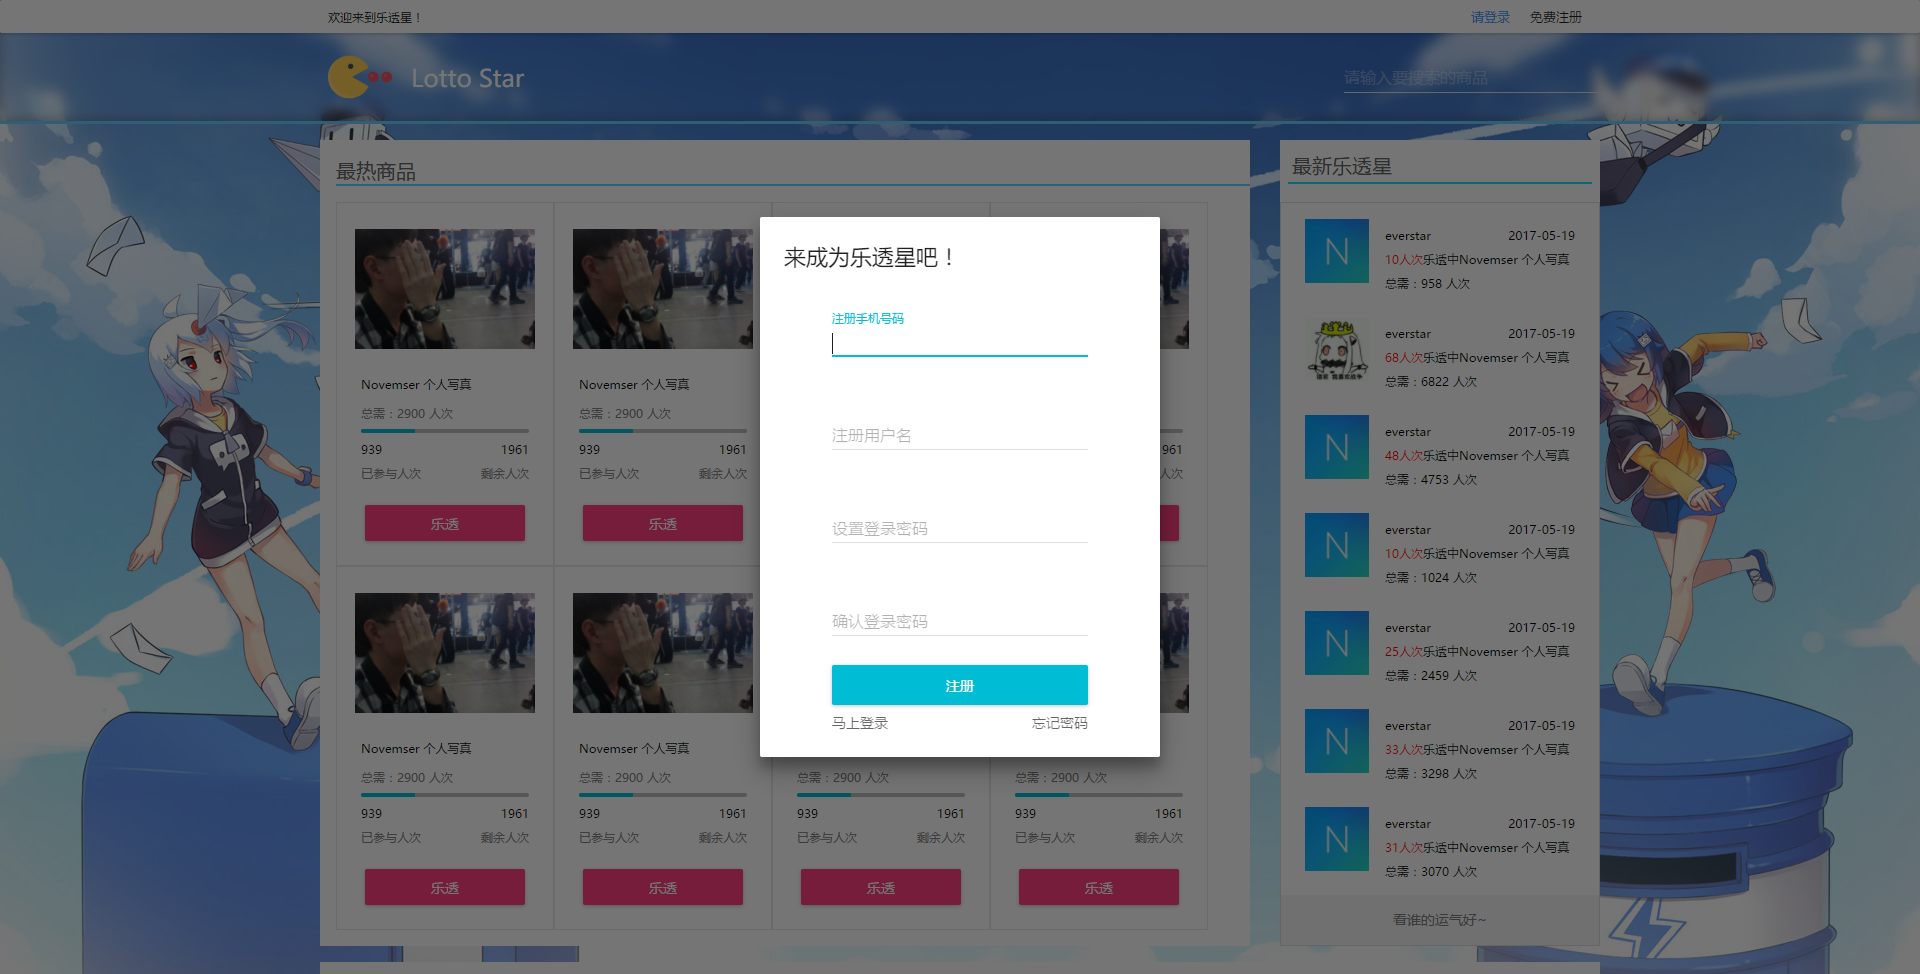 欢迎来到乐透星！
请登录 免费注册
Lotto Star
请输入要搜索的商品
最热商品
Novemser 个人写真
总需：2900 人次
939 1961
已参与人次 剩余人次
乐透
Novemser 个人写真
总需：2900 人次
939 1961
已参与人次 剩余人次
乐透
961
人次
Novemser 个人写真
总需：2900 人次
939 1961
已参与人次 剩余人次
乐透
Novemser 个人写真
总需：2900 人次
939 1961
已参与人次 剩余人次
乐透
总需：2900 人次
939 1961
已参与人次 剩余人次
乐透
总需：2900 人次
939 1961
已参与人次 剩余人次
乐透
来成为乐透星吧！
注册手机号码
注册用户名
设置登录密码
确认登录密码
注册
马上登录 忘记密码
最新乐透星
N
everstar 2017-05-19
10人次乐透中Novemser 个人写真
总需：958 人次
everstar 2017-05-19
68人次乐透中Novemser 个人写真
总需：6822 人次
N
everstar 2017-05-19
48人次乐透中Novemser 个人写真
总需：4753 人次
N
everstar 2017-05-19
10人次乐透中Novemser 个人写真
总需：1024 人次
N
everstar 2017-05-19
25人次乐透中Novemser 个人写真
总需：2459 人次
N
everstar 2017-05-19
33人次乐透中Novemser 个人写真
总需：3298 人次
N
everstar 2017-05-19
31人次乐透中Novemser 个人写真
总需：3070 人次
看谁的运气好~